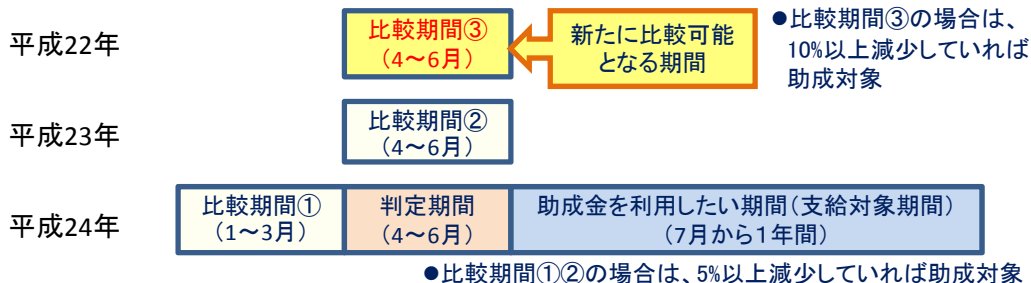 平成22年
比較期間③
(4～6月)
新たに比較可能
となる期間
●比較期間③の場合は、
10%以上減少していれば
助成対象
平成23年
比較期間②
(4～6月)
平成24年
比較期間①
(1～3月)
判定期間
(4～6月)
助成金を利用したい期間(支給対象期間)
(7月から1年間)
●比較期間①②の場合は、5%以上減少していれば助成対象